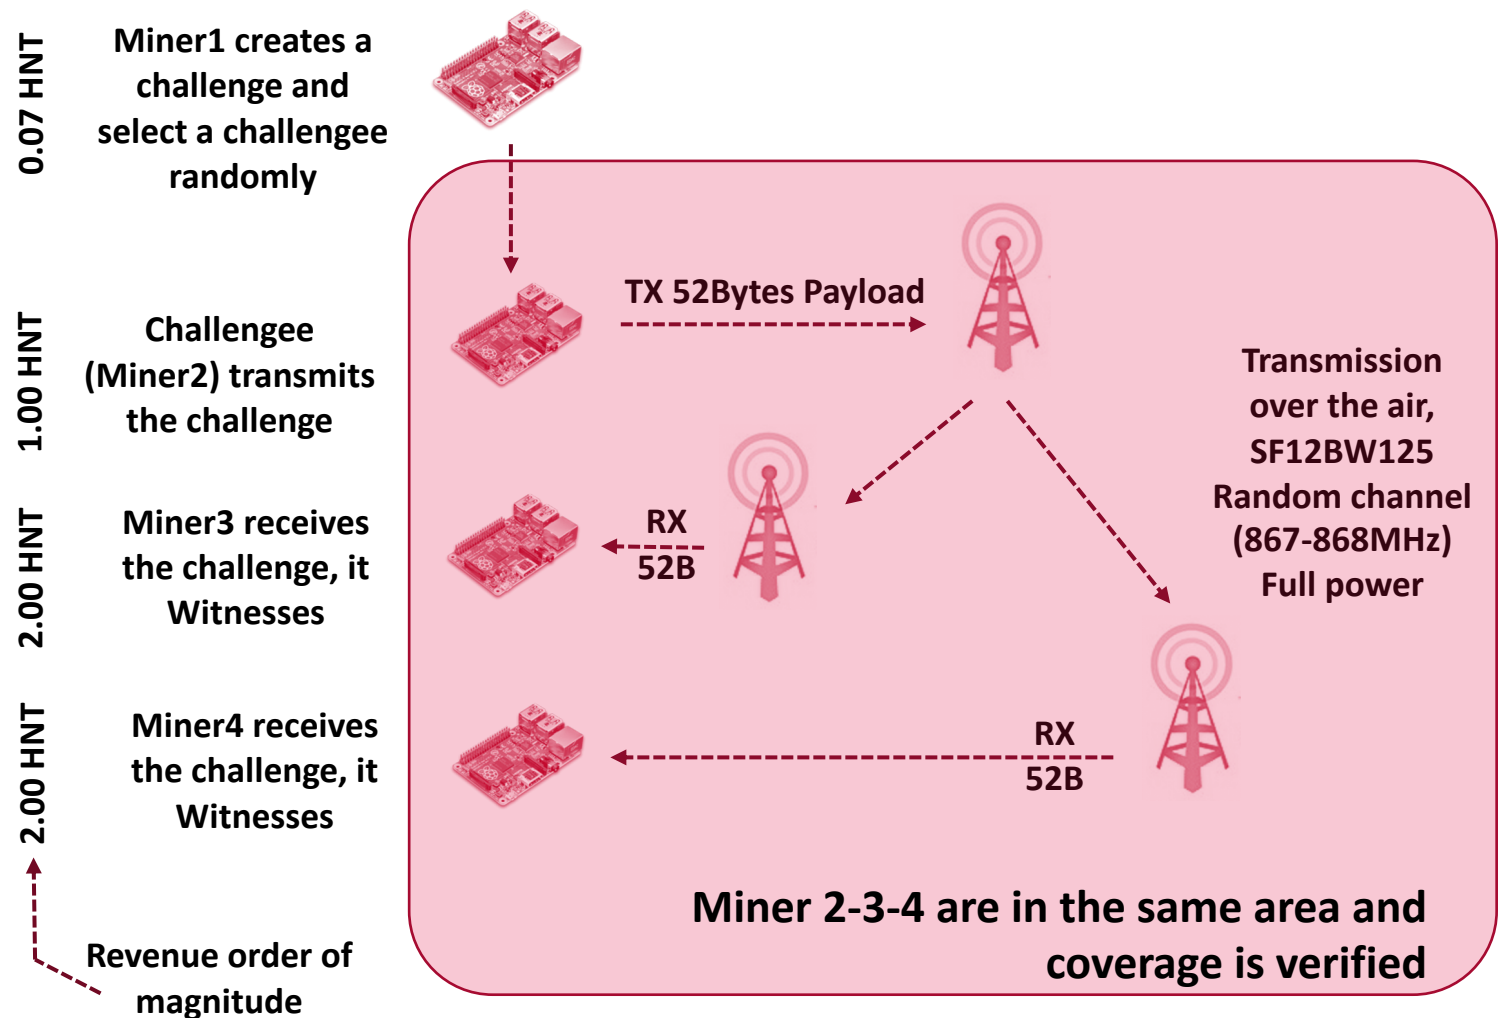 0.07 HNT
Miner1 creates a
challenge and
select a challengee
randomly
1.00 HNT
Challengee
(Miner2) transmits
the challenge
TX 52Bytes Payload
Transmission
over the air,
SF12BW125
Random channel
(867-868MHz)
Full power
2.00 HNT
Miner3 receives
the challenge, it
Witnesses
RX
52B
2.00 HNT
Miner4 receives
the challenge, it
Witnesses
RX
52B
Miner 2-3-4 are in the same area and
coverage is verified
Revenue order of
magnitude